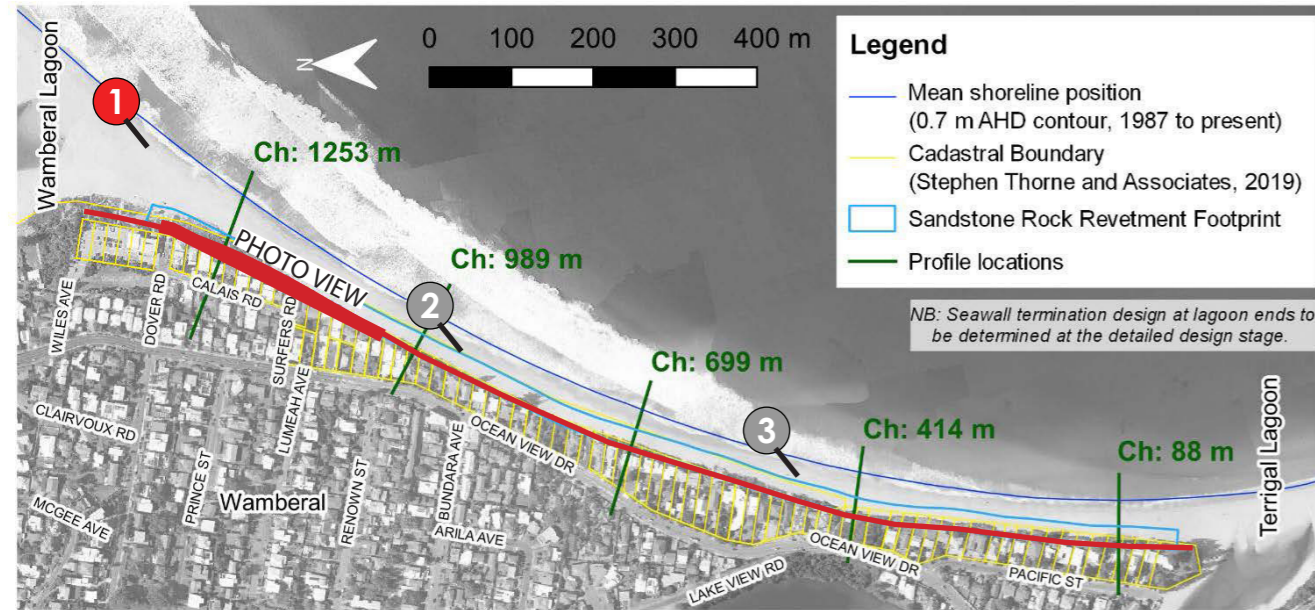 Wamberal Lagoon
1
N
0 100 200 300 400 m
Legend
Mean shoreline position
(0.7 m AHD contour, 1987 to present)
Cadastral Boundary
(Stephen Thorne and Associates, 2019)
Sandstone Rock Revetment Footprint
Profile locations
NB: Seawall termination design at lagoon ends to
be determined at the detailed design stage.
Ch: 1253 m
PHOTO VIEW
Ch: 989 m
2
Ch: 699 m
3
Ch: 414 m
Ch: 88 m
Terrigal Lagoon
WILES AVE
DOVER RD
CALAIS RD
SURFERS RD
LUMEAH AVE
CLAIRVOUX RD
PRINCE ST
Wamberal
RENOWN ST
BUNDARA AVE
OCEAN VIEW DR
MCGEE AVE
ARILA AVE
LAKE VIEW RD
OCEAN VIEW DR
PACIFIC ST